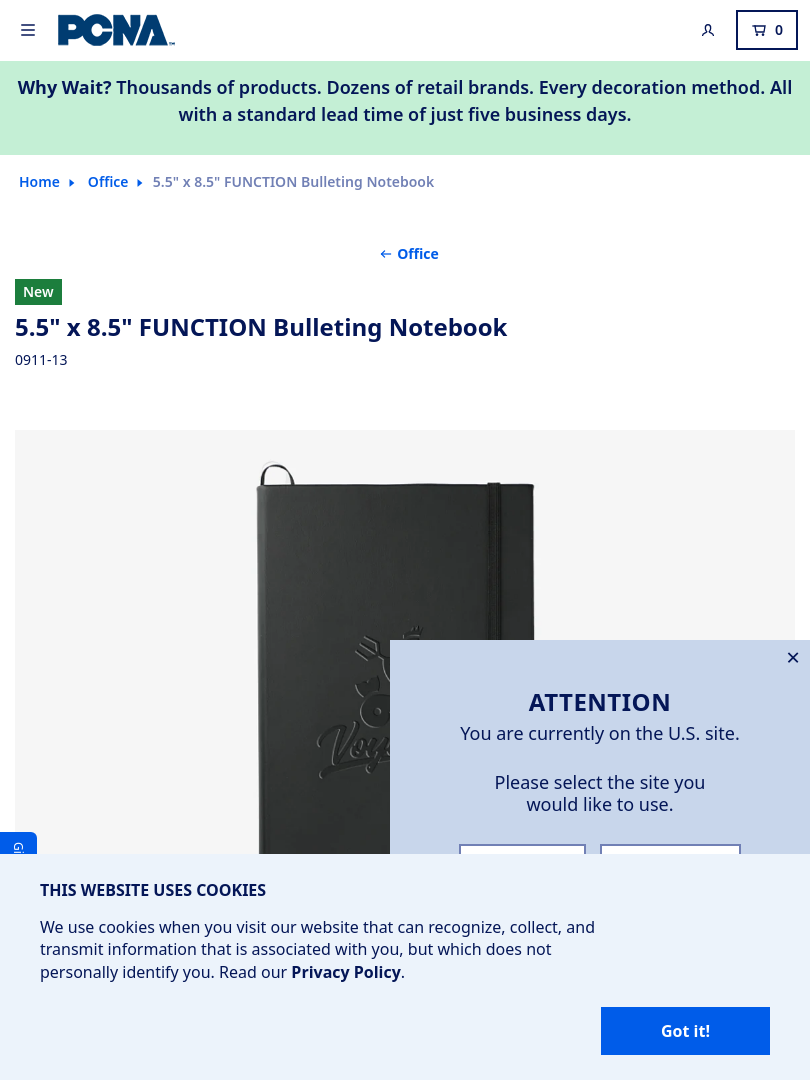 PCNA
0
Why Wait? Thousands of products. Dozens of retail brands. Every decoration method. All
with a standard lead time of just five business days.
Home
Office
5.5" x 8.5" FUNCTION Bulleting Notebook
Office
New
5.5" x 8.5" FUNCTION Bulleting Notebook
0911-13
ATTENTION
You are currently on the U.S. site.
Please select the site you
would like to use.
THIS WEBSITE USES COOKIES
We use cookies when you visit our website that can recognize, collect, and
transmit information that is associated with you, but which does not
personally identify you. Read our Privacy Policy.
Got it!